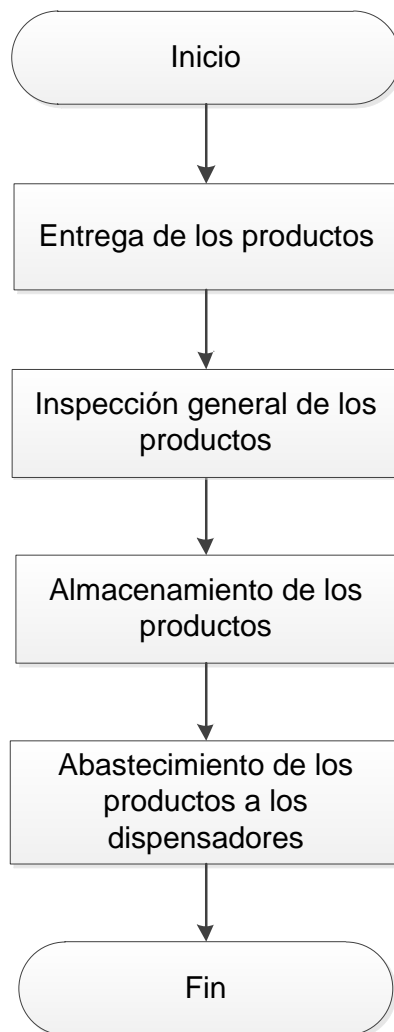 Inicio
Entrega de los productos
Inspección general de los
productos
Almacenamiento de los
productos
Abastecimiento de los
productos a los
dispensadores
Fin